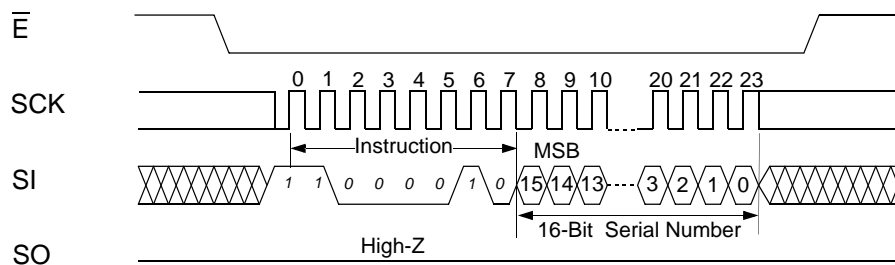 E
SCK
0 1 2 3 4 5 6 7 8 9 10 20 21 22 23
Instruction
MSB
SI
1 1 0 0 0 0 1 0 15 14 13 3 2 1 0
16-Bit Serial Number
High-Z
SO